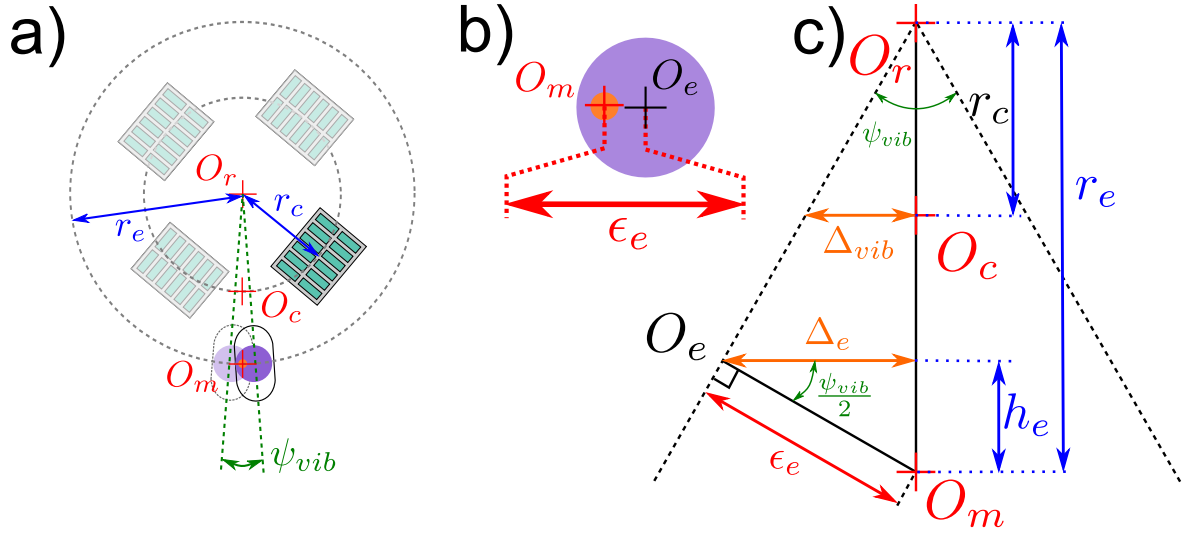 a)
O_r
r_c
r_e
O_c
O_m
ψ_vib
b)
O_m
O_e
ϵ_e
c)
O_r
r_c
ψ_vib
r_e
Δ_vib
O_c
O_e
Δ_e
ψ_vib/2
h_e
ϵ_e
O_m